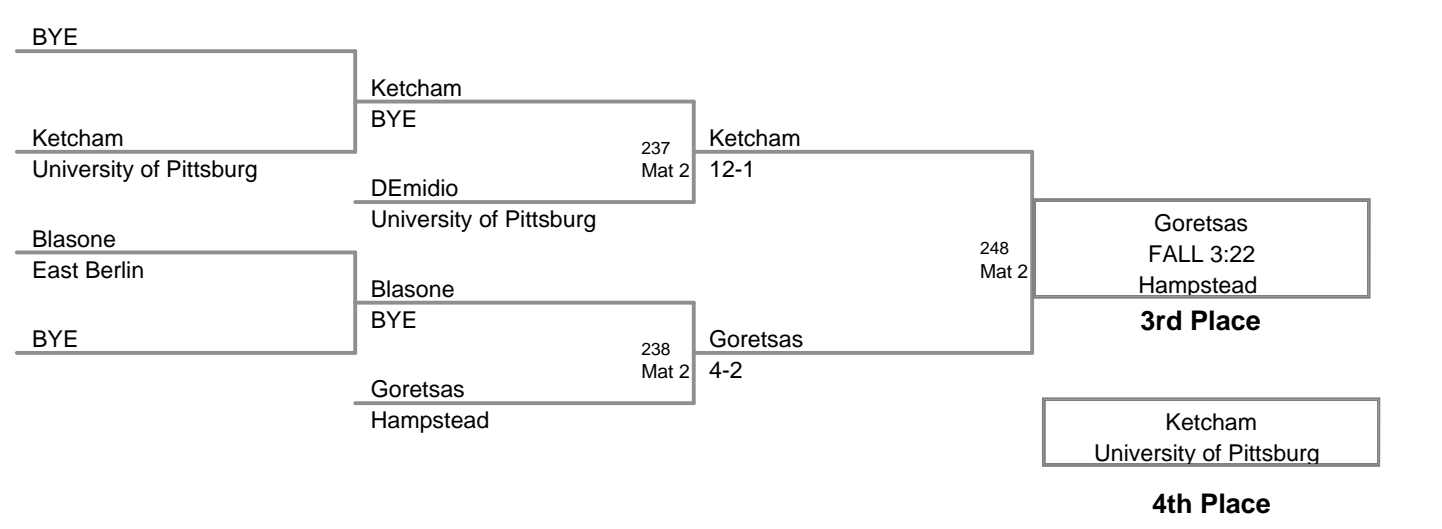 BYE
Ketcham
BYE
Ketcham
University of Pittsburg
237
Mat 2
Ketcham
12-1
DEmidio
University of Pittsburg
Blasone
East Berlin
Blasone
BYE
BYE
238
Mat 2
Goretsas
4-2
Goretsas
Hampstead
248
Mat 2
Goretsas
FALL 3:22
Hampstead
3rd Place
Ketcham
University of Pittsburg
4th Place